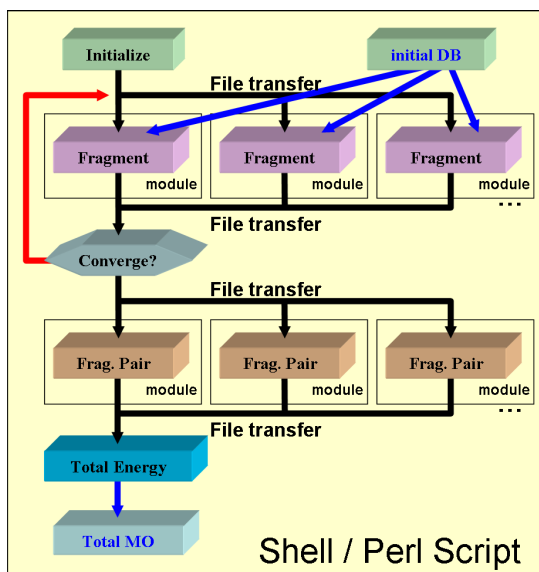 Initialize
initial DB
File transfer
Fragment
Fragment
Fragment
module
module
module
...
File transfer
Converge?
File transfer
Frag. Pair
Frag. Pair
Frag. Pair
module
module
module
...
File transfer
Total Energy
Total MO
Shell / Perl Script